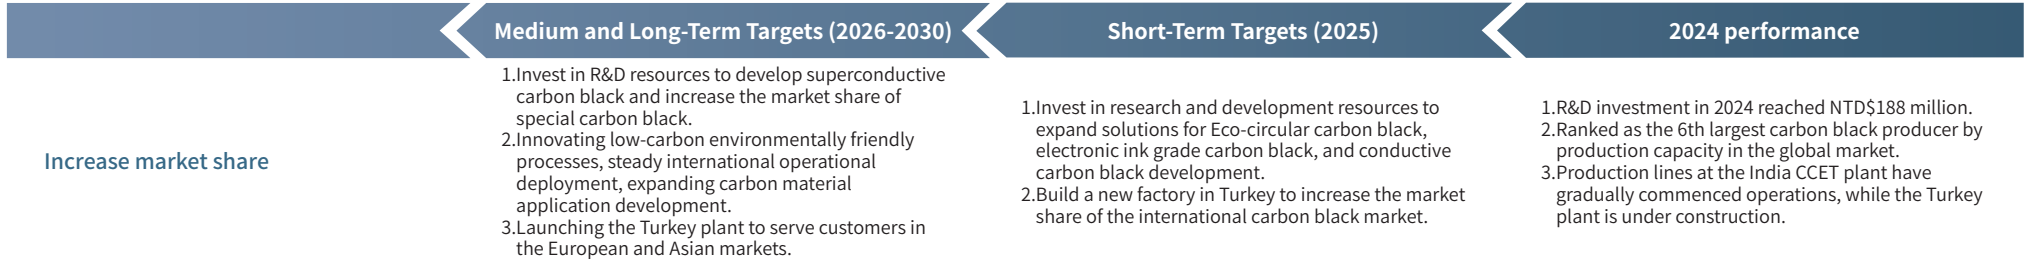 Medium and Long-Term Targets (2026-2030)
Short-Term Targets (2025)
2024 performance
Increase market share
1.Invest in R&D resources to develop superconductive
carbon black and increase the market share of
special carbon black.
2.Innovating low-carbon environmentally friendly
processes, steady international operational
deployment, expanding carbon material
application development.
3.Launching the Turkey plant to serve customers in
the European and Asian markets.
1.Invest in research and development resources to
expand solutions for Eco-circular carbon black,
electronic ink grade carbon black, and conductive
carbon black development.
2.Build a new factory in Turkey to increase the market
share of the international carbon black market.
1.R&D investment in 2024 reached NTD$188 million.
2.Ranked as the 6th largest carbon black producer by
production capacity in the global market.
3.Production lines at the India CCET plant have
gradually commenced operations, while the Turkey
plant is under construction.